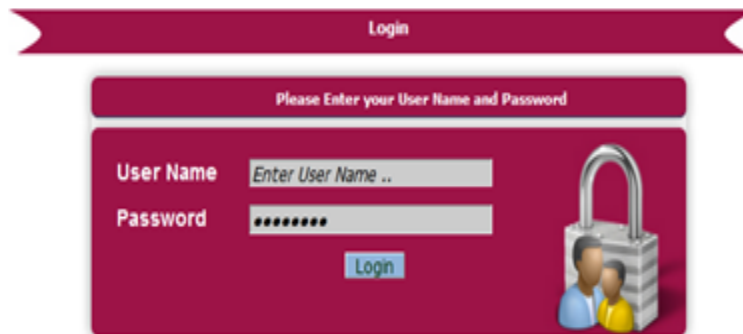 Login
Please Enter your User Name and Password
User Name Enter User Name ..
Password ••••••••
Login